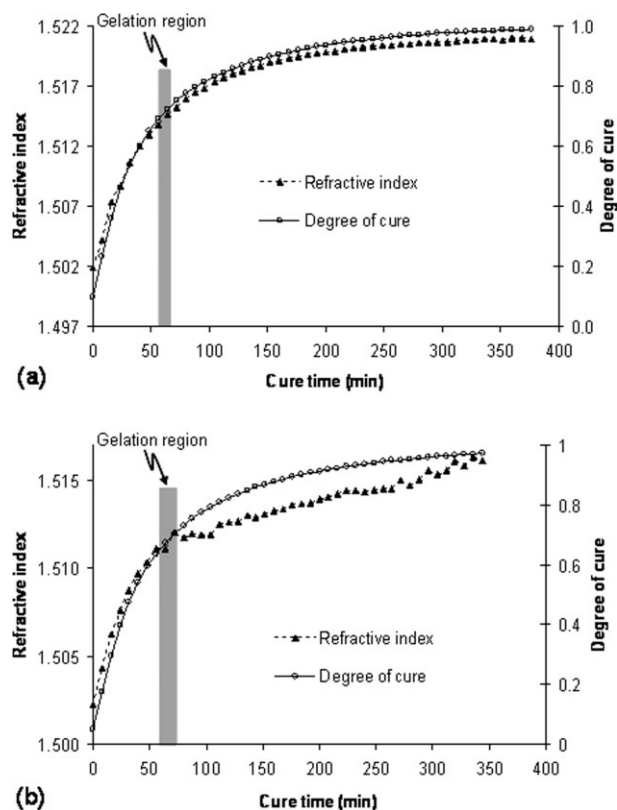 Gelation region
1.522
1.517
1.512
1.507
1.502
1.497
Refractive index
1.0
0.8
0.6
0.4
0.2
0.0
Degree of cure
Refractive index
Degree of cure
0 50 100 150 200 250 300 350 400
Cure time (min)
(a)
Gelation region
1.515
1.510
1.505
1.500
Refractive index
1
0.8
0.6
0.4
0.2
0
Degree of cure
Refractive index
Degree of cure
0 50 100 150 200 250 300 350 400
Cure time (min)
(b)